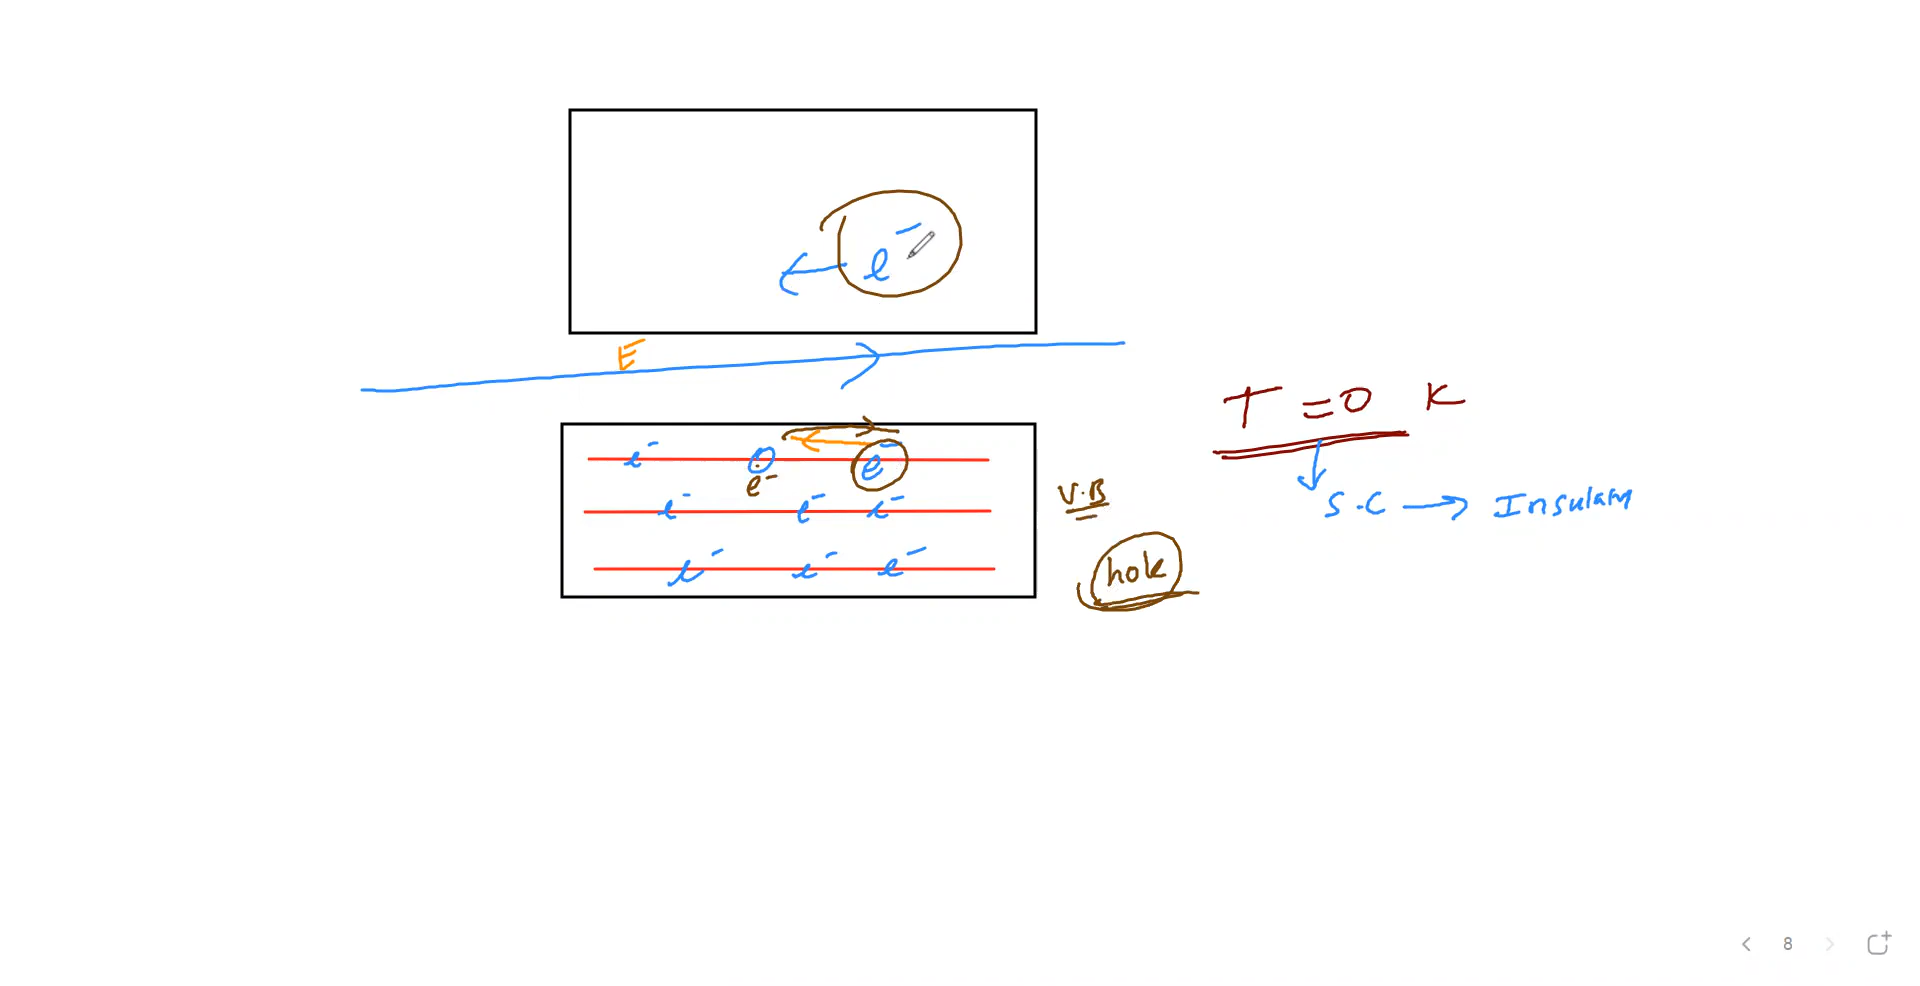 e⁻
E
T = 0 K
e⁻ e⁻
e⁻
V.B
e⁻ e⁻ e⁻
S.C → Insulator
e⁻ e⁻ e⁻
hole
8